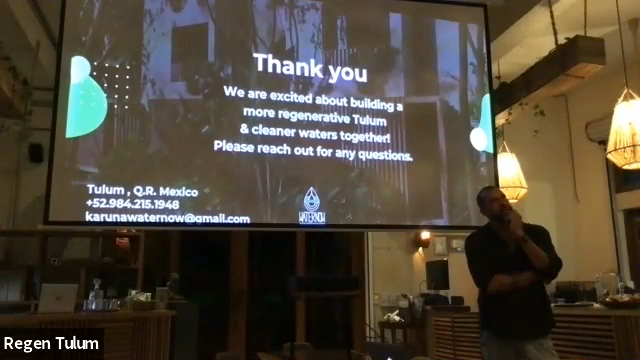 Thank you
We are excited about building a
more regenerative Tulum
& cleaner waters together!
Please reach out for any questions.
Tulum , Q.R. Mexico
+52.984.215.1948
karunawaternow@gmail.com
WATERNOW
Regen Tulum